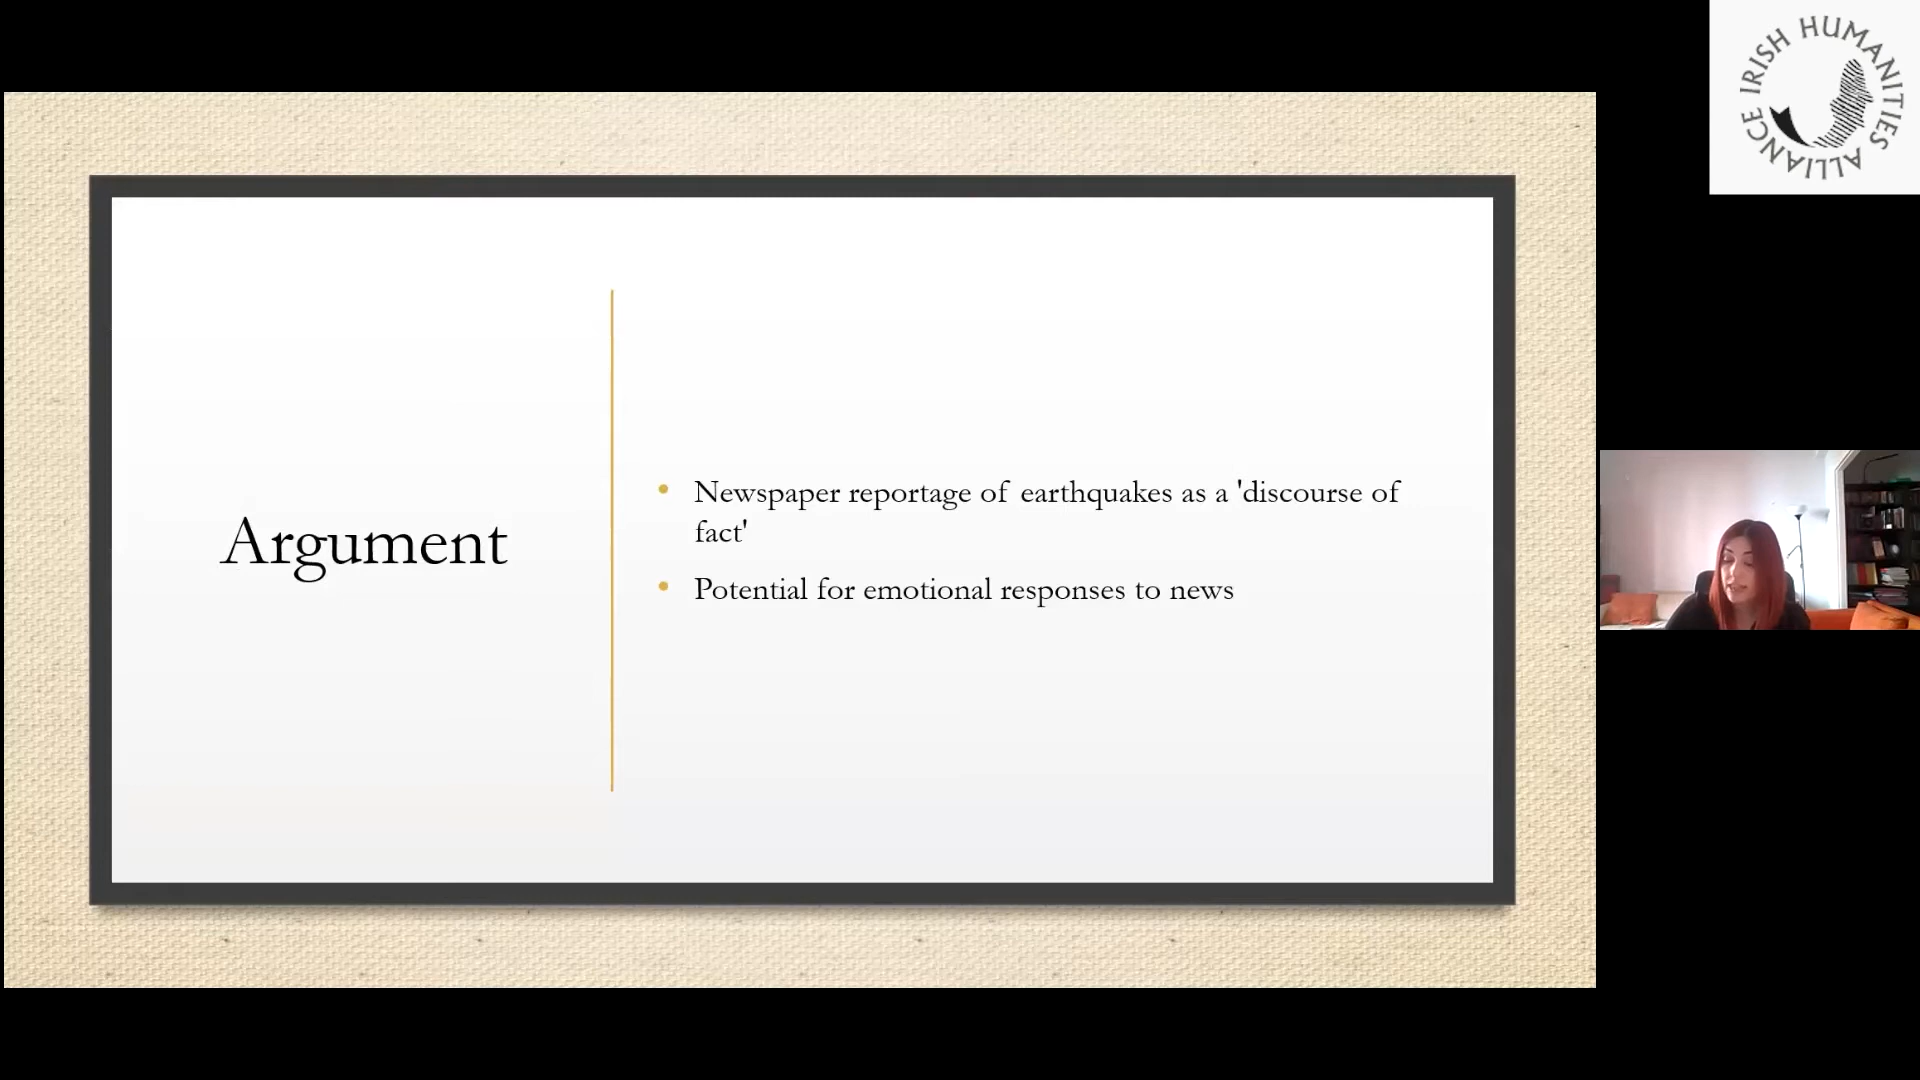 IRISH HUMANITIES ALLIANCE
Argument
• Newspaper reportage of earthquakes as a 'discourse of
fact'
• Potential for emotional responses to news